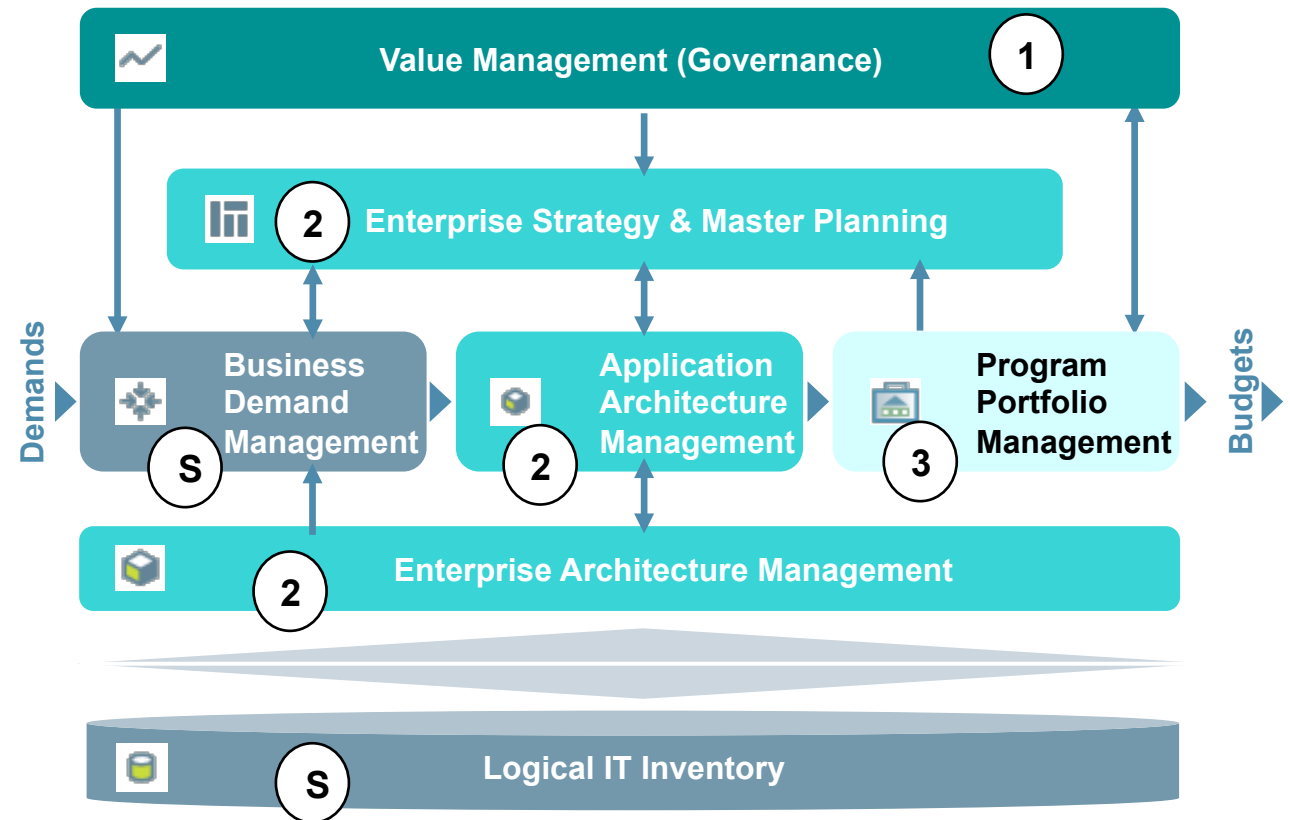 Value Management (Governance)
1
2
Enterprise Strategy & Master Planning
Demands
Business
Demand
Management
S
Application
Architecture
Management
2
Program
Portfolio
Management
3
Budgets
Enterprise Architecture Management
2
Logical IT Inventory
S